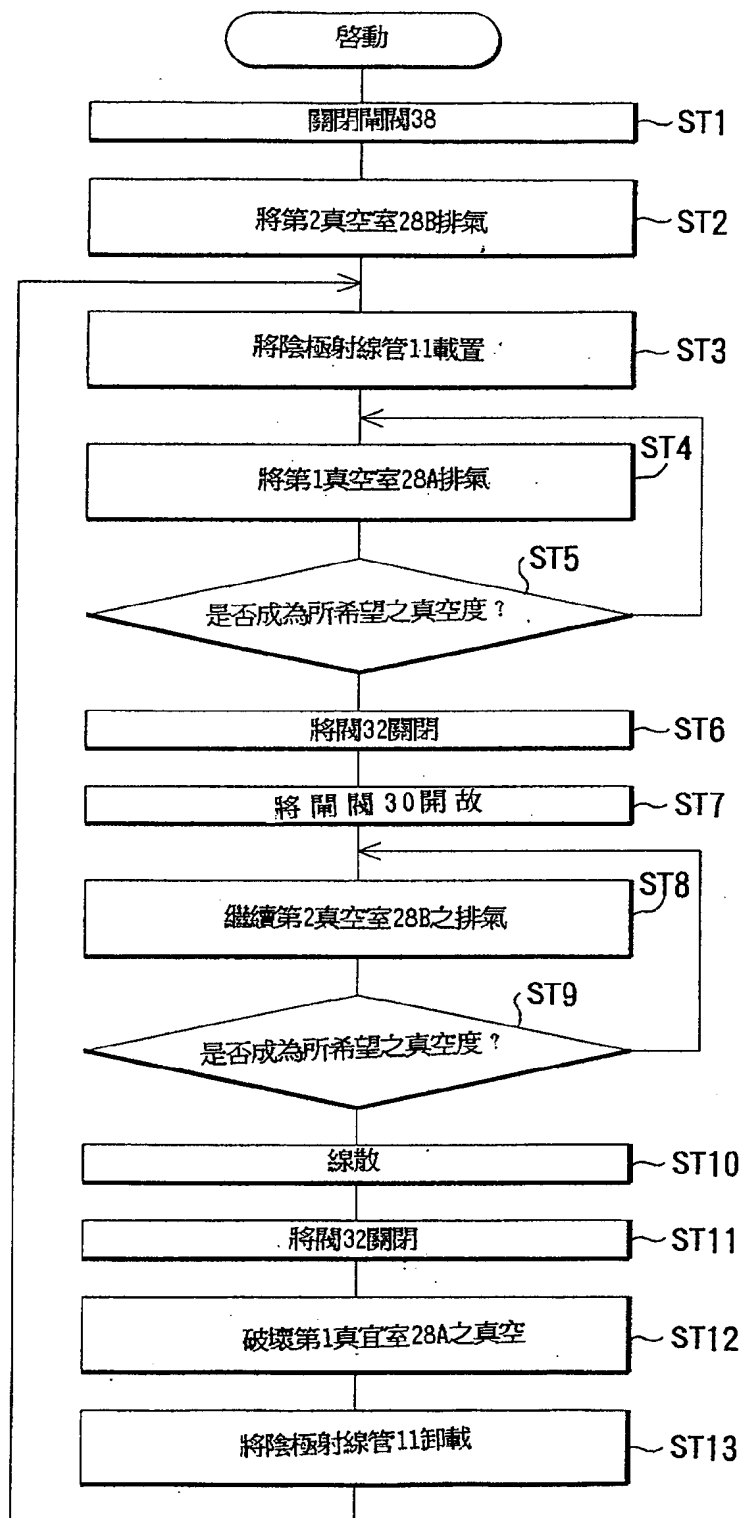 啓動
關閉閘閥38
ST1
將第2真空室28B排氣
ST2
將陰極射線管11載置
ST3
將第1真空室28A排氣
ST4
是否成為所希望之真空度？
ST5
將閥32關閉
ST6
將閘閥30開故
ST7
繼續第2真空室28B之排氣
ST8
是否成為所希望之真空度？
ST9
線散
ST10
將閥32關閉
ST11
破壞第1真宜室28A之真空
ST12
將陰極射線管11卸載
ST13